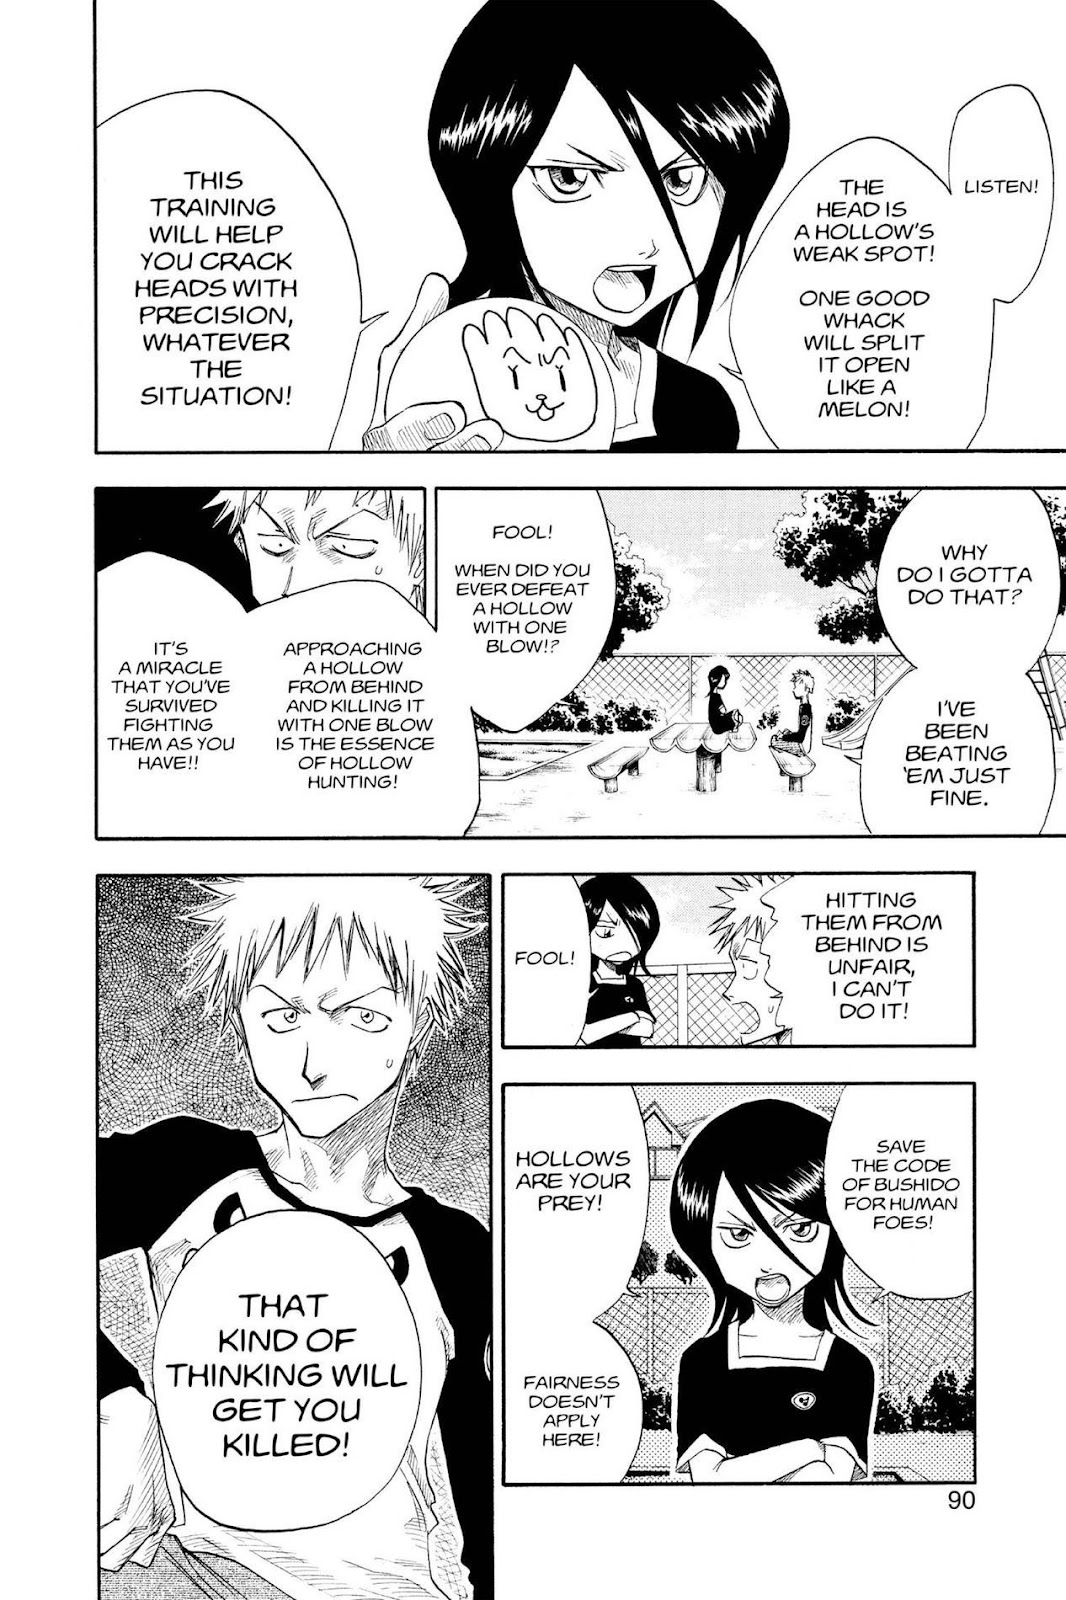 LISTEN!
THE
HEAD IS
A HOLLOW'S
WEAK SPOT!
ONE GOOD
WHACK
WILL SPLIT
IT OPEN
LIKE A
MELON!
THIS
TRAINING
WILL HELP
YOU CRACK
HEADS WITH
PRECISION,
WHATEVER
THE
SITUATION!
WHY
DO I GOTTA
DO THAT?
I'VE
BEEN
BEATING
'EM JUST
FINE.
FOOL!
WHEN DID YOU
EVER DEFEAT
A HOLLOW
WITH ONE
BLOW!?
APPROACHING
A HOLLOW
FROM BEHIND
AND KILLING IT
WITH ONE BLOW
IS THE ESSENCE
OF HOLLOW
HUNTING!
IT'S
A MIRACLE
THAT YOU'VE
SURVIVED
FIGHTING
THEM AS YOU
HAVE!!
HITTING
THEM FROM
BEHIND IS
UNFAIR,
I CAN'T
DO IT!
FOOL!
SAVE
THE CODE
OF BUSHIDO
FOR HUMAN
FOES!
HOLLOWS
ARE YOUR
PREY!
FAIRNESS
DOESN'T
APPLY
HERE!
THAT
KIND OF
THINKING WILL
GET YOU
KILLED!
90